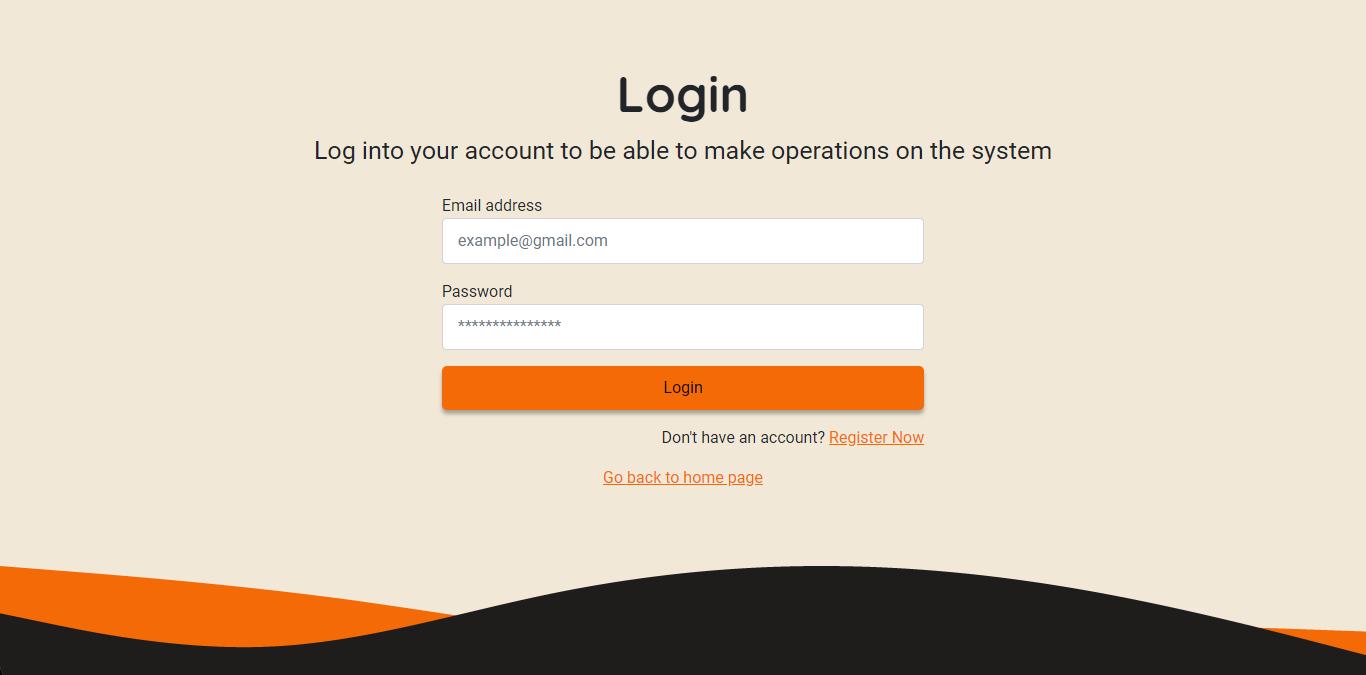 Login
Log into your account to be able to make operations on the system
Email address
example@gmail.com
Password
***************
Login
Don't have an account? Register Now
Go back to home page